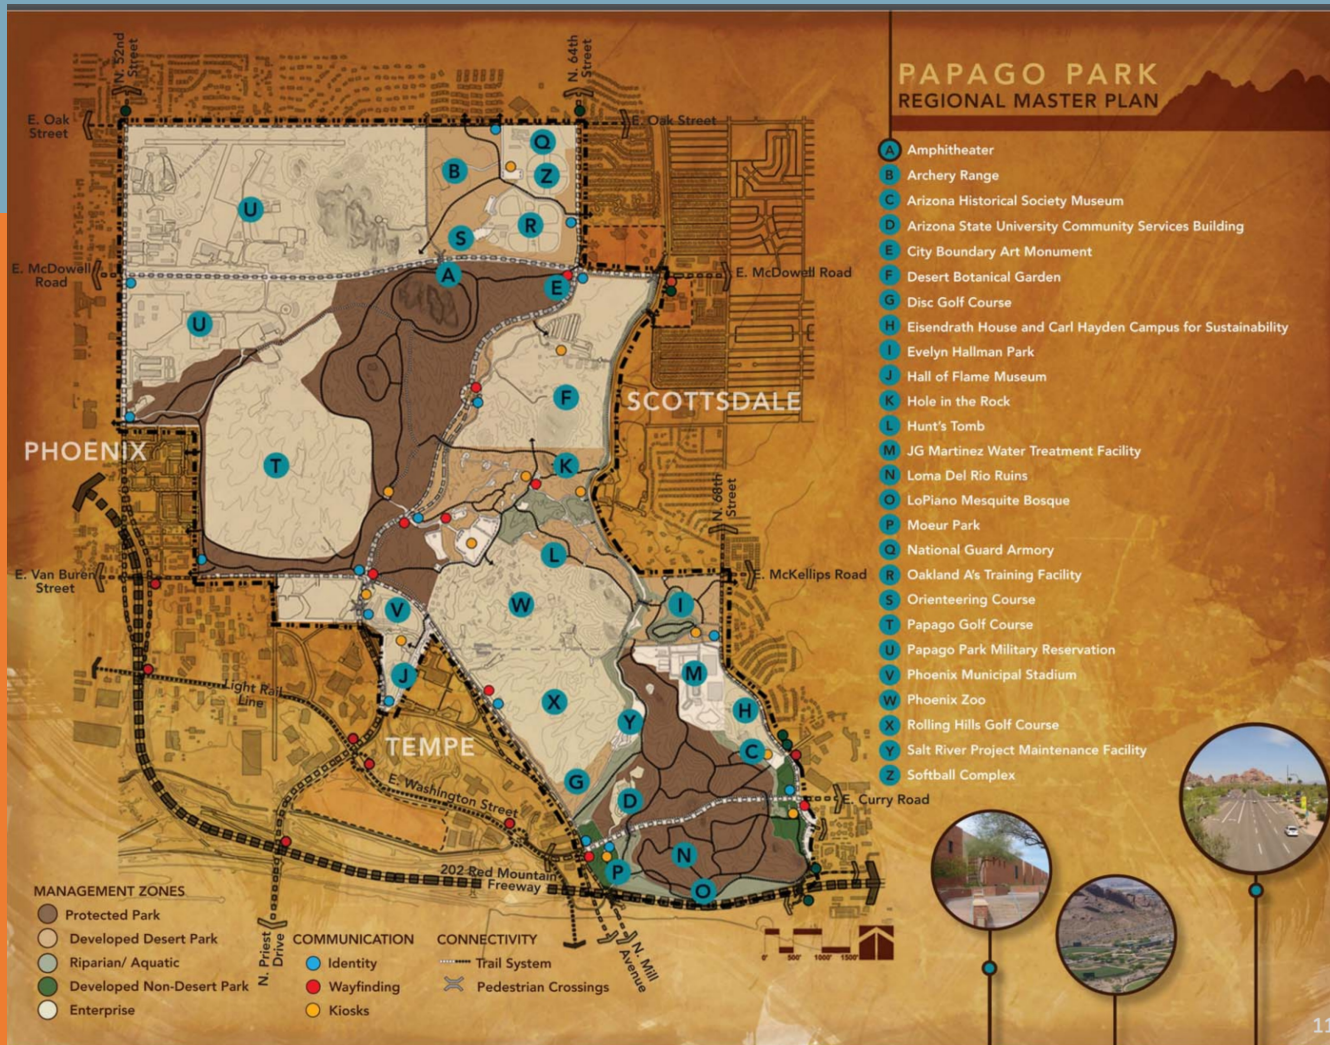 PAPAGO PARK
REGIONAL MASTER PLAN
A Amphitheater
B Archery Range
C Arizona Historical Society Museum
D Arizona State University Community Services Building
E City Boundary Art Monument
F Desert Botanical Garden
G Disc Golf Course
H Eisendrath House and Carl Hayden Campus for Sustainability
I Evelyn Hallman Park
J Hall of Flame Museum
K Hole in the Rock
L Hunt's Tomb
M JG Martinez Water Treatment Facility
N Loma Del Rio Ruins
O LoPiano Mesquite Bosque
P Moeur Park
Q National Guard Armory
R Oakland A's Training Facility
S Orienteering Course
T Papago Golf Course
U Papago Park Military Reservation
V Phoenix Municipal Stadium
W Phoenix Zoo
X Rolling Hills Golf Course
Y Salt River Project Maintenance Facility
Z Softball Complex
N. 52nd
Street
N. 64th
Street
E. Oak
Street
E. Oak Street
Q
B
Z
U
R
S
E. McDowell
Road
A
E. McDowell Road
E
U
F
SCOTTSDALE
PHOENIX
T
K
N. 68th
Street
L
E. Van Buren
Street
E. McKellips Road
W
I
V
J
M
Light Rail
Line
X
H
Y
TEMPE
C
G
E. Washington Street
D
E. Curry Road
N
P
O
202 Red Mountain
Freeway
N. Priest
Drive
N. Mill
Avenue
0' 500' 1000' 1500'
MANAGEMENT ZONES
Protected Park
Developed Desert Park
Riparian/ Aquatic
Developed Non-Desert Park
Enterprise
COMMUNICATION
Identity
Wayfinding
Kiosks
CONNECTIVITY
Trail System
Pedestrian Crossings
11